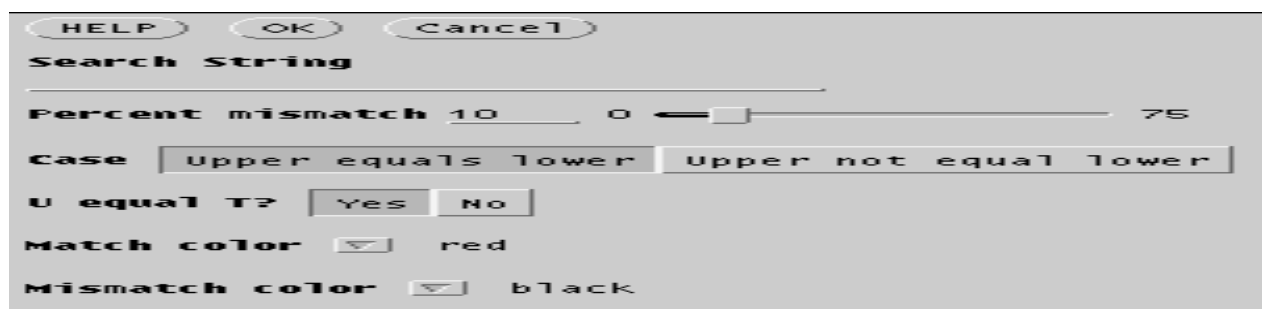 HELP OK Cancel
Search String
Percent mismatch 10 0 75
Case Upper equals lower Upper not equal lower
U equal T? Yes No
Match color red
Mismatch color black